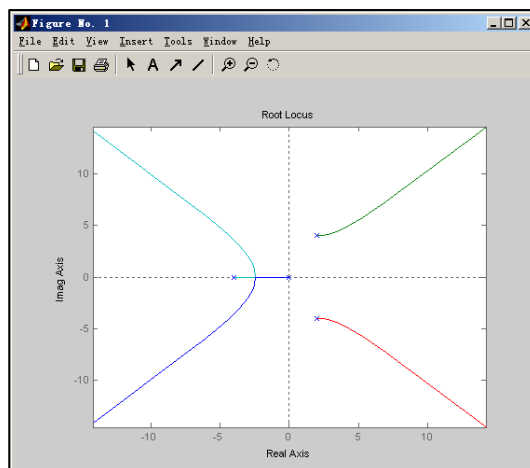 Figure No. 1
File Edit View Insert Tools Window Help
A
Root Locus
10
5
0
-5
-10
Imag Axis
-10 -5 0 5 10
Real Axis